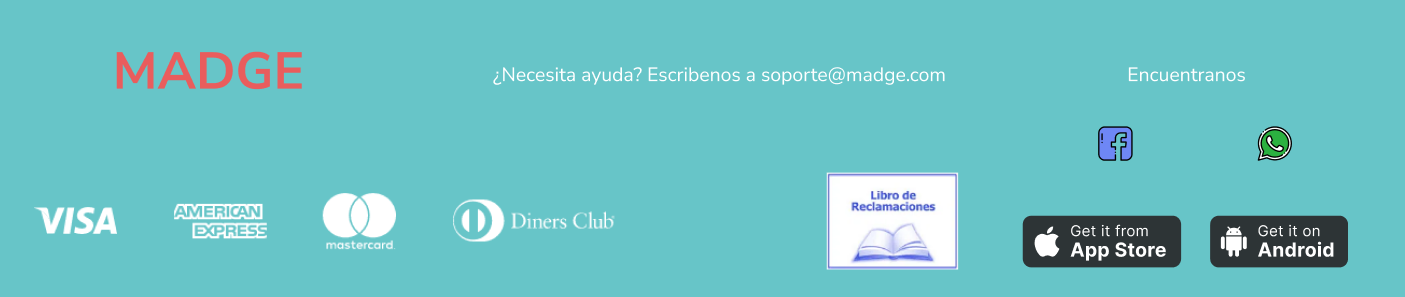 MADGE
¿Necesita ayuda? Escribenos a soporte@madge.com
Encuentranos
VISA
AMERICAN
EXPRESS
mastercard.
Diners Club®
Libro de
Reclamaciones
Get it from
App Store
Get it on
Android